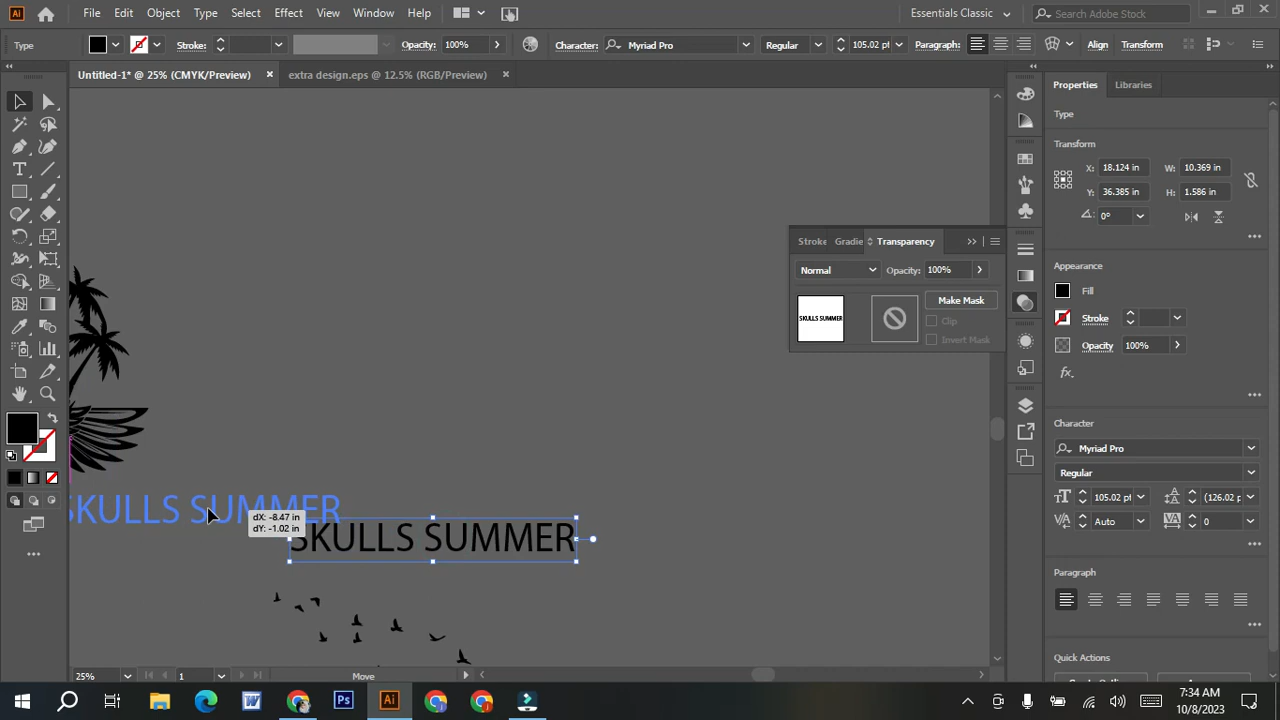 File Edit Object Type Select Effect View Window Help Essentials Classic Search Adobe Stock
Type Stroke: Opacity: 100% Character: Myriad Pro Regular 105.02 pt Paragraph: Align Transform
Untitled-1* @ 25% (CMYK/Preview) extra design.eps @ 12.5% (RGB/Preview)
Properties Libraries
Type
Transform
X: 18.124 in W: 10.369 in
Y: 36.385 in H: 1.586 in
0°
Stroke Gradie Transparency
Normal Opacity: 100%
SKULLS SUMMER
Make Mask
Clip
Invert Mask
Appearance
Fill
Stroke
Opacity 100%
fx.
Character
Myriad Pro
Regular
105.02 pt (126.02 p
Auto 0
Paragraph
Quick Actions
SKULLS SUMMER
dX: -8.47 in
dY: -1.02 in
SKULLS SUMMER
25% 1 Move
W Ps Ai
7:34 AM
10/8/2023